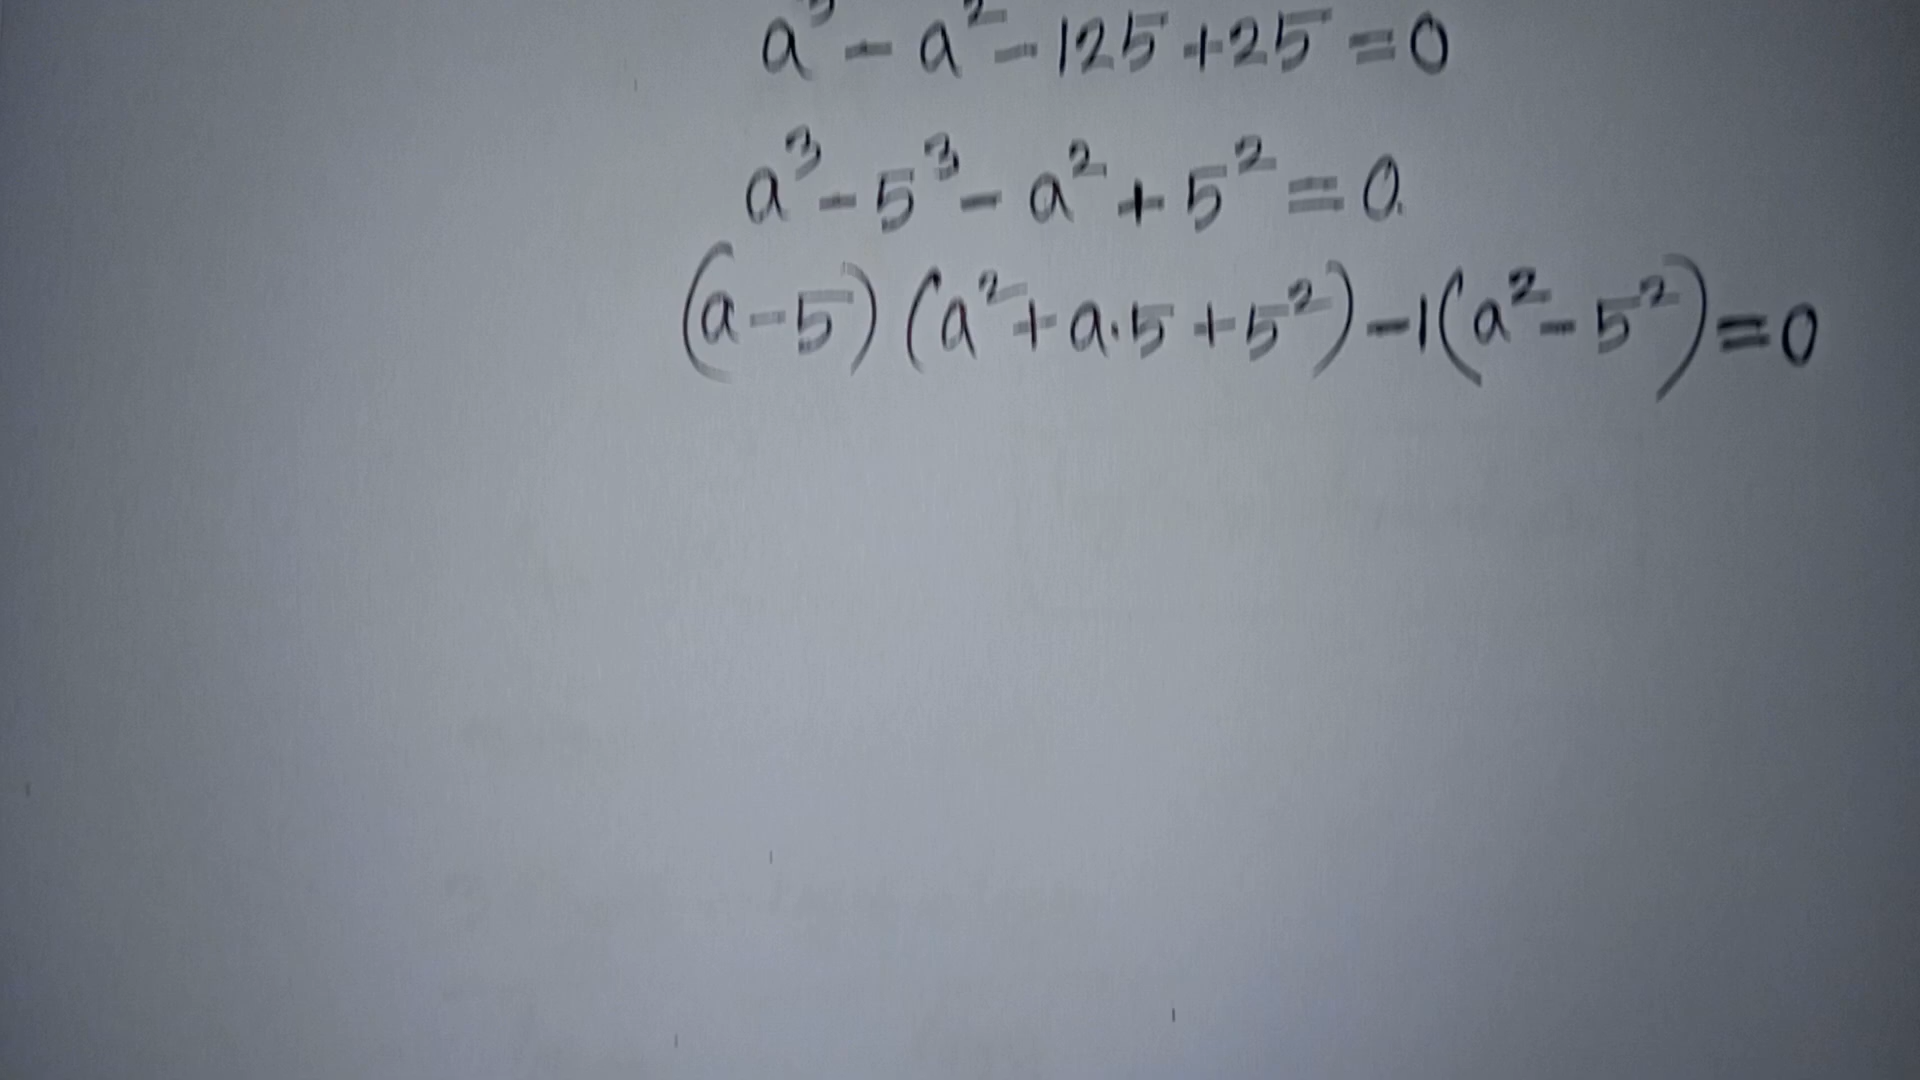 a³ - a² - 125 + 25 = 0
a³ - 5³ - a² + 5² = 0
(a-5) (a² + a.5 + 5²) - 1(a² - 5²) = 0